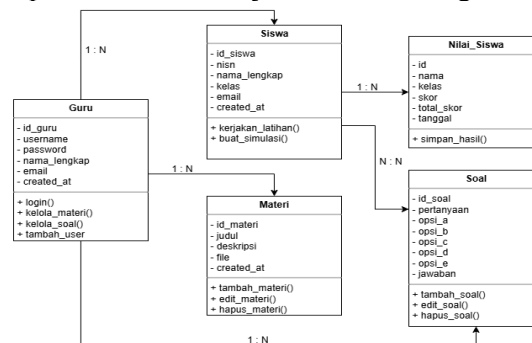 1 : N
Siswa
- id_siswa
- nisn
- nama_lengkap
- kelas
- email
- created_at
+ kerjakan_latihan()
+ buat_simulasi()
Nilai_Siswa
- id
- nama
- kelas
- skor
- total_skor
- tanggal
+ simpan_hasil()
1 : N
Guru
- id_guru
- username
- password
- nama_lengkap
- email
- created_at
+ login()
+ kelola_materi()
+ kelola_soal()
+ tambah_user
1 : N
N : N
Materi
- id_materi
- judul
- deskripsi
- file
- created_at
+ tambah_materi()
+ edit_materi()
+ hapus_materi()
Soal
- id_soal
- pertanyaan
- opsi_a
- opsi_b
- opsi_c
- opsi_d
- opsi_e
- jawaban
+ tambah_soal()
+ edit_soal()
+ hapus_soal()
1 : N